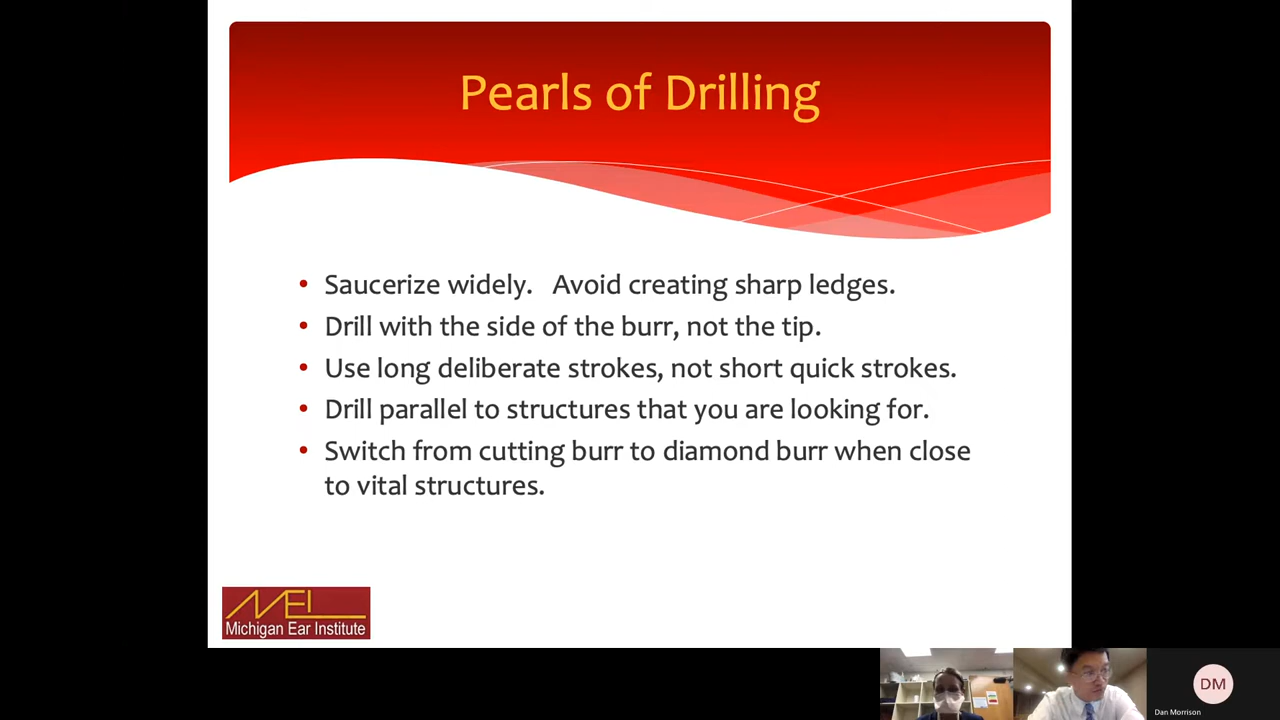 Pearls of Drilling
• Saucerize widely. Avoid creating sharp ledges.
• Drill with the side of the burr, not the tip.
• Use long deliberate strokes, not short quick strokes.
• Drill parallel to structures that you are looking for.
• Switch from cutting burr to diamond burr when close
to vital structures.
MEI
Michigan Ear Institute
DM
Dan Morrison